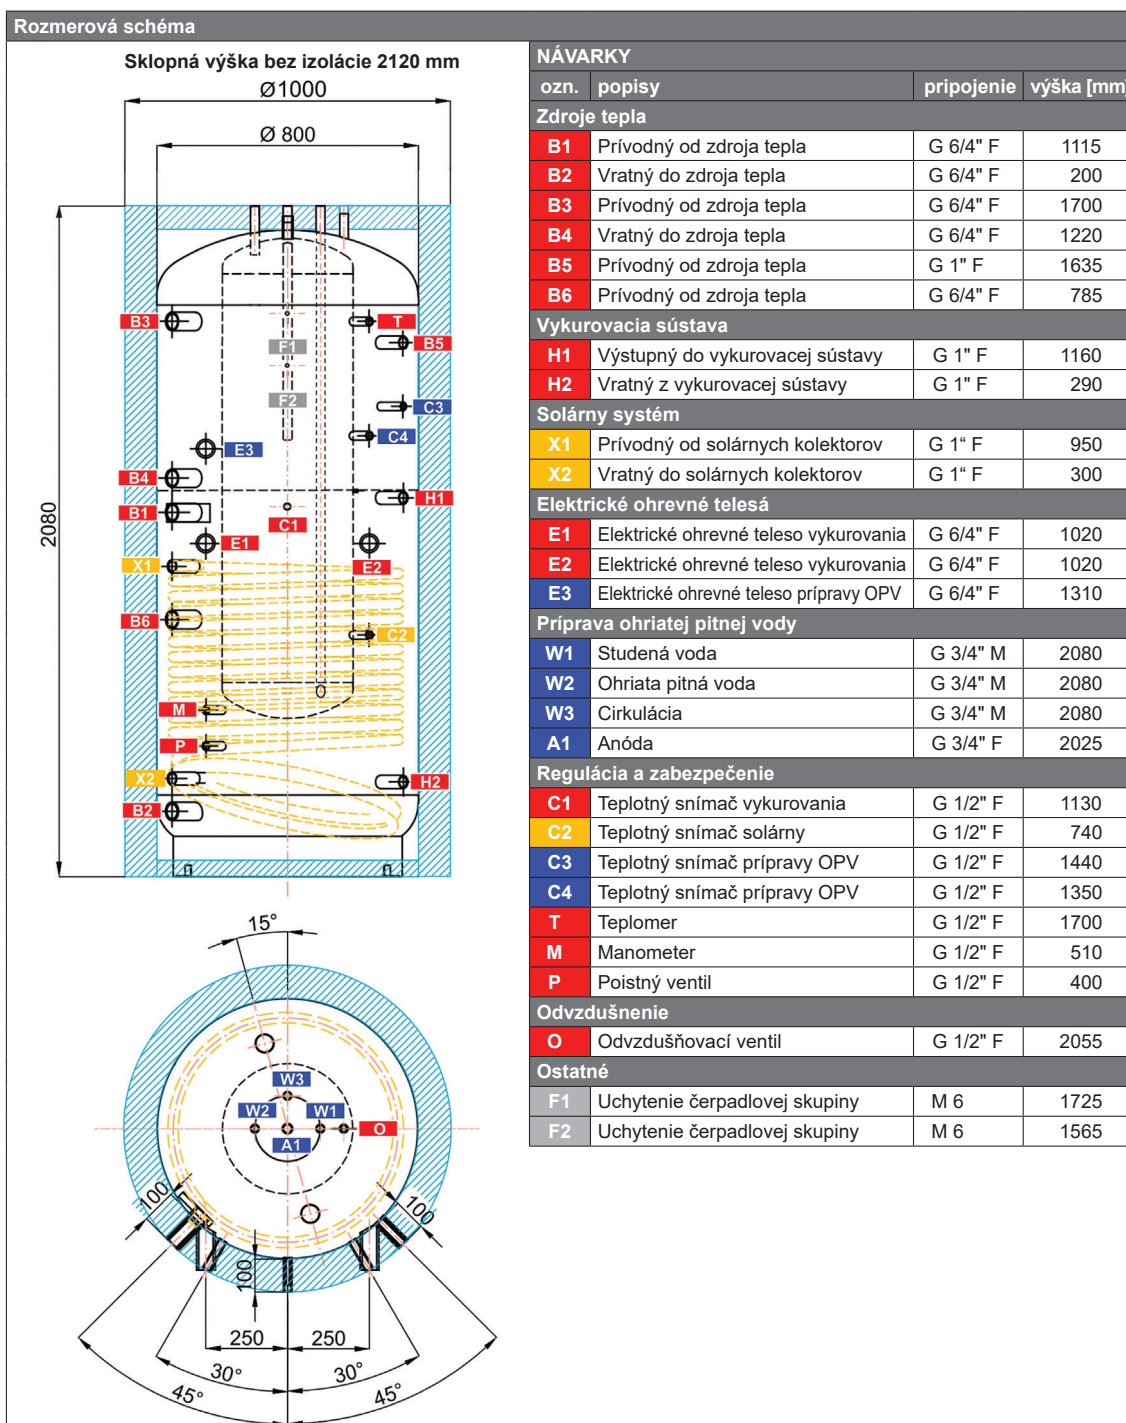 Rozmerová schéma
Sklopná výška bez izolácie 2120 mm
Ø1000
Ø 800
2080
B3
T
F1
B5
F2
C3
C4
E3
B4
H1
B1
C1
E1
X1
E2
B6
C2
M
P
X2
H2
B2
15°
W3
W2
W1
O
A1
100
100
100
250
250
30°
30°
45°
45°
NÁVARKY
ozn. popisy pripojenie výška [mm]
Zdroje tepla
B1 Prívodný od zdroja tepla G 6/4" F 1115
B2 Vratný do zdroja tepla G 6/4" F 200
B3 Prívodný od zdroja tepla G 6/4" F 1700
B4 Vratný do zdroja tepla G 6/4" F 1220
B5 Prívodný od zdroja tepla G 1" F 1635
B6 Prívodný od zdroja tepla G 6/4" F 785
Vykurovacia sústava
H1 Výstupný do vykurovacej sústavy G 1" F 1160
H2 Vratný z vykurovacej sústavy G 1" F 290
Solárny systém
X1 Prívodný od solárnych kolektorov G 1“ F 950
X2 Vratný do solárnych kolektorov G 1“ F 300
Elektrické ohrevné telesá
E1 Elektrické ohrevné teleso vykurovania G 6/4" F 1020
E2 Elektrické ohrevné teleso vykurovania G 6/4" F 1020
E3 Elektrické ohrevné teleso prípravy OPV G 6/4" F 1310
Príprava ohriatej pitnej vody
W1 Studená voda G 3/4" M 2080
W2 Ohriata pitná voda G 3/4" M 2080
W3 Cirkulácia G 3/4" M 2080
A1 Anóda G 3/4" F 2025
Regulácia a zabezpečenie
C1 Teplotný snímač vykurovania G 1/2" F 1130
C2 Teplotný snímač solárny G 1/2" F 740
C3 Teplotný snímač prípravy OPV G 1/2" F 1440
C4 Teplotný snímač prípravy OPV G 1/2" F 1350
T Teplomer G 1/2" F 1700
M Manometer G 1/2" F 510
P Poistný ventil G 1/2" F 400
Odvzdušnenie
O Odvzdušňovací ventil G 1/2" F 2055
Ostatné
F1 Uchytenie čerpadlovej skupiny M 6 1725
F2 Uchytenie čerpadlovej skupiny M 6 1565